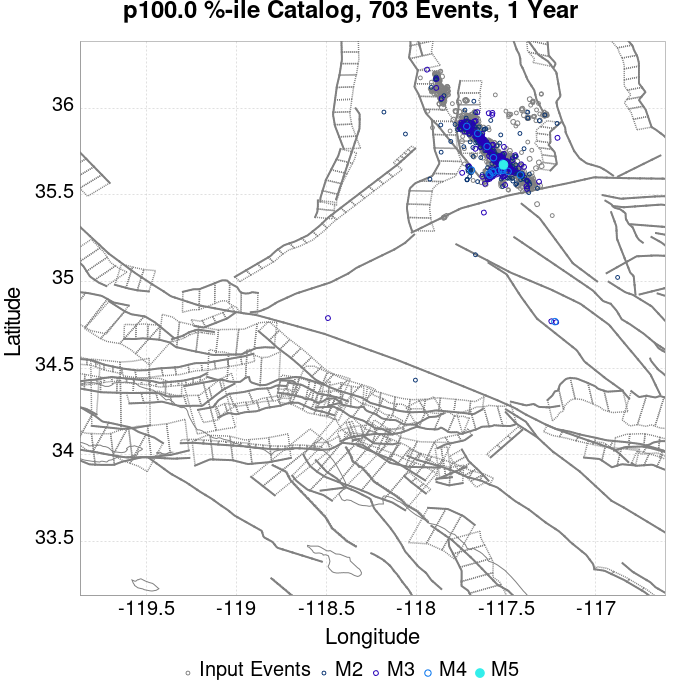 p100.0 %-ile Catalog, 703 Events, 1 Year
36
35.5
35
34.5
34
33.5
Latitude
-119.5 -119 -118.5 -118 -117.5 -117
Longitude
Input Events M2 M3 M4 M5